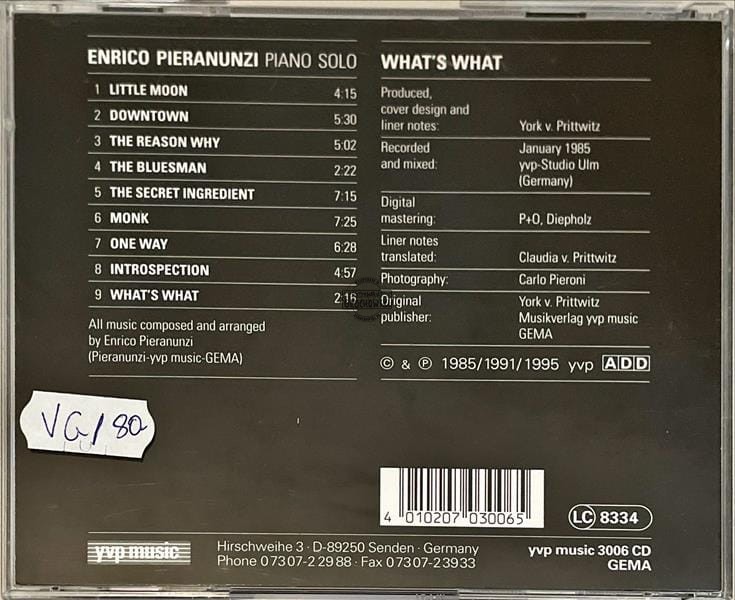 ENRICO PIERANUNZI PIANO SOLO
1 LITTLE MOON 4:15
2 DOWNTOWN 5:30
3 THE REASON WHY 5:02
4 THE BLUESMAN 2:22
5 THE SECRET INGREDIENT 7:15
6 MONK 7:25
7 ONE WAY 6:28
8 INTROSPECTION 4:57
9 WHAT'S WHAT 2:16
All music composed and arranged
by Enrico Pieranunzi
(Pieranunzi-yvp music-GEMA)
WHAT'S WHAT
Produced,
cover design and
liner notes: York v. Prittwitz
Recorded January 1985
and mixed: yvp-Studio Ulm
(Germany)
Digital
mastering: P+O, Diepholz
Liner notes
translated: Claudia v. Prittwitz
Photography: Carlo Pieroni
Original York v. Prittwitz
publisher: Musikverlag yvp music
GEMA
© & ℗ 1985/1991/1995 yvp ADD
VG/80
4 010207 030065
LC 8334
yvp music
Hirschweihe 3 · D-89250 Senden · Germany
Phone 07307-22988 · Fax 07307-23933
yvp music 3006 CD
GEMA